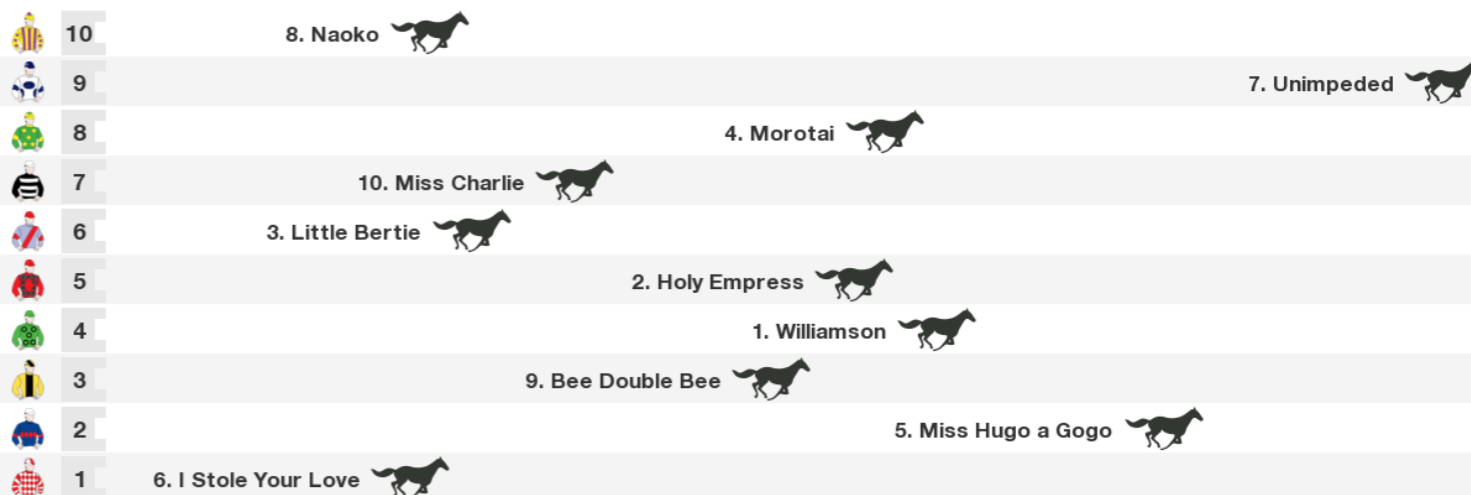 10 8. Naoko
9 7. Unimpeded
8 4. Morotai
7 10. Miss Charlie
6 3. Little Bertie
5 2. Holy Empress
4 1. Williamson
3 9. Bee Double Bee
2 5. Miss Hugo a Gogo
1 6. I Stole Your Love